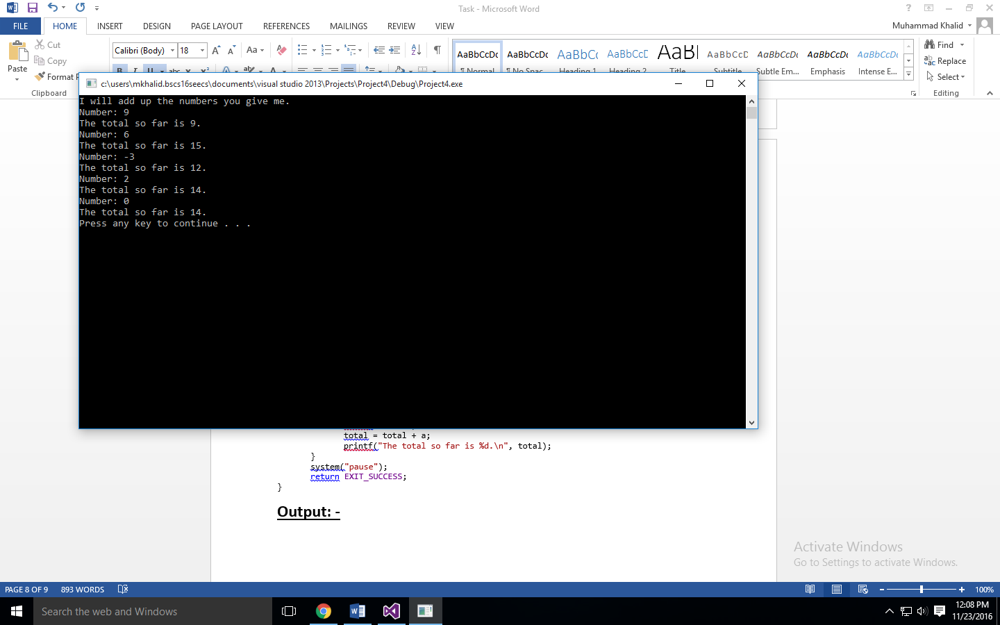 Task - Microsoft Word
FILE HOME INSERT DESIGN PAGE LAYOUT REFERENCES MAILINGS REVIEW VIEW
Muhammad Khalid
Paste
Cut
Copy
Format
Clipboard
Calibri (Body) 18
AaBbCcDc AaBbCcDc AaBbCc AaBbCcD AaBl AaBbCcD AaBbCcDc AaBbCcDc AaBbCcDc
¶ Normal ¶ No Spac... Heading 1 Heading 2 Title Subtitle Subtle Em... Emphasis Intense E...
Find
Replace
Select
Editing
c:\users\mkhalid.bscs16seecs\documents\visual studio 2013\Projects\Project4\Debug\Project4.exe
I will add up the numbers you give me.
Number: 9
The total so far is 9.
Number: 6
The total so far is 15.
Number: -3
The total so far is 12.
Number: 2
The total so far is 14.
Number: 0
The total so far is 14.
Press any key to continue . . .
total = total + a;
printf("The total so far is %d.\n", total);
}
system("pause");
return EXIT_SUCCESS;
}
Output: -
Activate Windows
Go to Settings to activate Windows.
PAGE 8 OF 9 893 WORDS
100%
Search the web and Windows
12:08 PM
11/23/2016